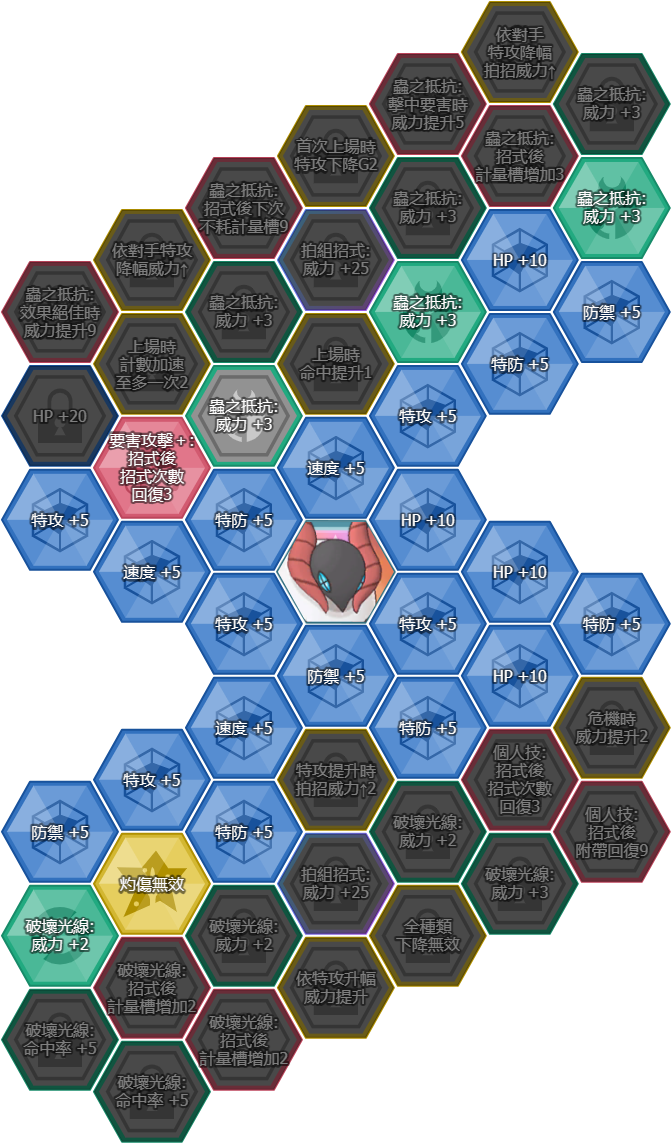 依對手
特攻降幅
拍招威力↑
蟲之抵抗:
擊中要害時
威力提升5
蟲之抵抗:
威力 +3
首次上場時
特攻下降G2
蟲之抵抗:
招式後
計量槽增加3
蟲之抵抗:
招式後下次
不耗計量槽9
蟲之抵抗:
威力 +3
蟲之抵抗:
威力 +3
依對手特攻
降幅威力↑
拍組招式:
威力 +25
HP +10
蟲之抵抗:
效果絕佳時
威力提升9
蟲之抵抗:
威力 +3
蟲之抵抗:
威力 +3
防禦 +5
上場時
計數加速
至多一次2
上場時
命中提升1
特防 +5
HP +20
蟲之抵抗:
威力 +3
特攻 +5
要害攻擊＋:
招式後
招式次數
回復3
速度 +5
特攻 +5
特防 +5
HP +10
速度 +5
HP +10
特攻 +5
特攻 +5
特防 +5
防禦 +5
HP +10
速度 +5
特防 +5
危機時
威力提升2
特攻 +5
特攻提升時
拍招威力↑2
個人技:
招式後
招式次數
回復3
防禦 +5
特防 +5
破壞光線:
威力 +2
個人技:
招式後
附帶回復9
灼傷無效
拍組招式:
威力 +25
破壞光線:
威力 +3
破壞光線:
威力 +2
破壞光線:
威力 +2
全種類
下降無效
破壞光線:
招式後
計量槽增加2
依特攻升幅
威力提升
破壞光線:
命中率 +5
破壞光線:
招式後
計量槽增加2
破壞光線:
命中率 +5